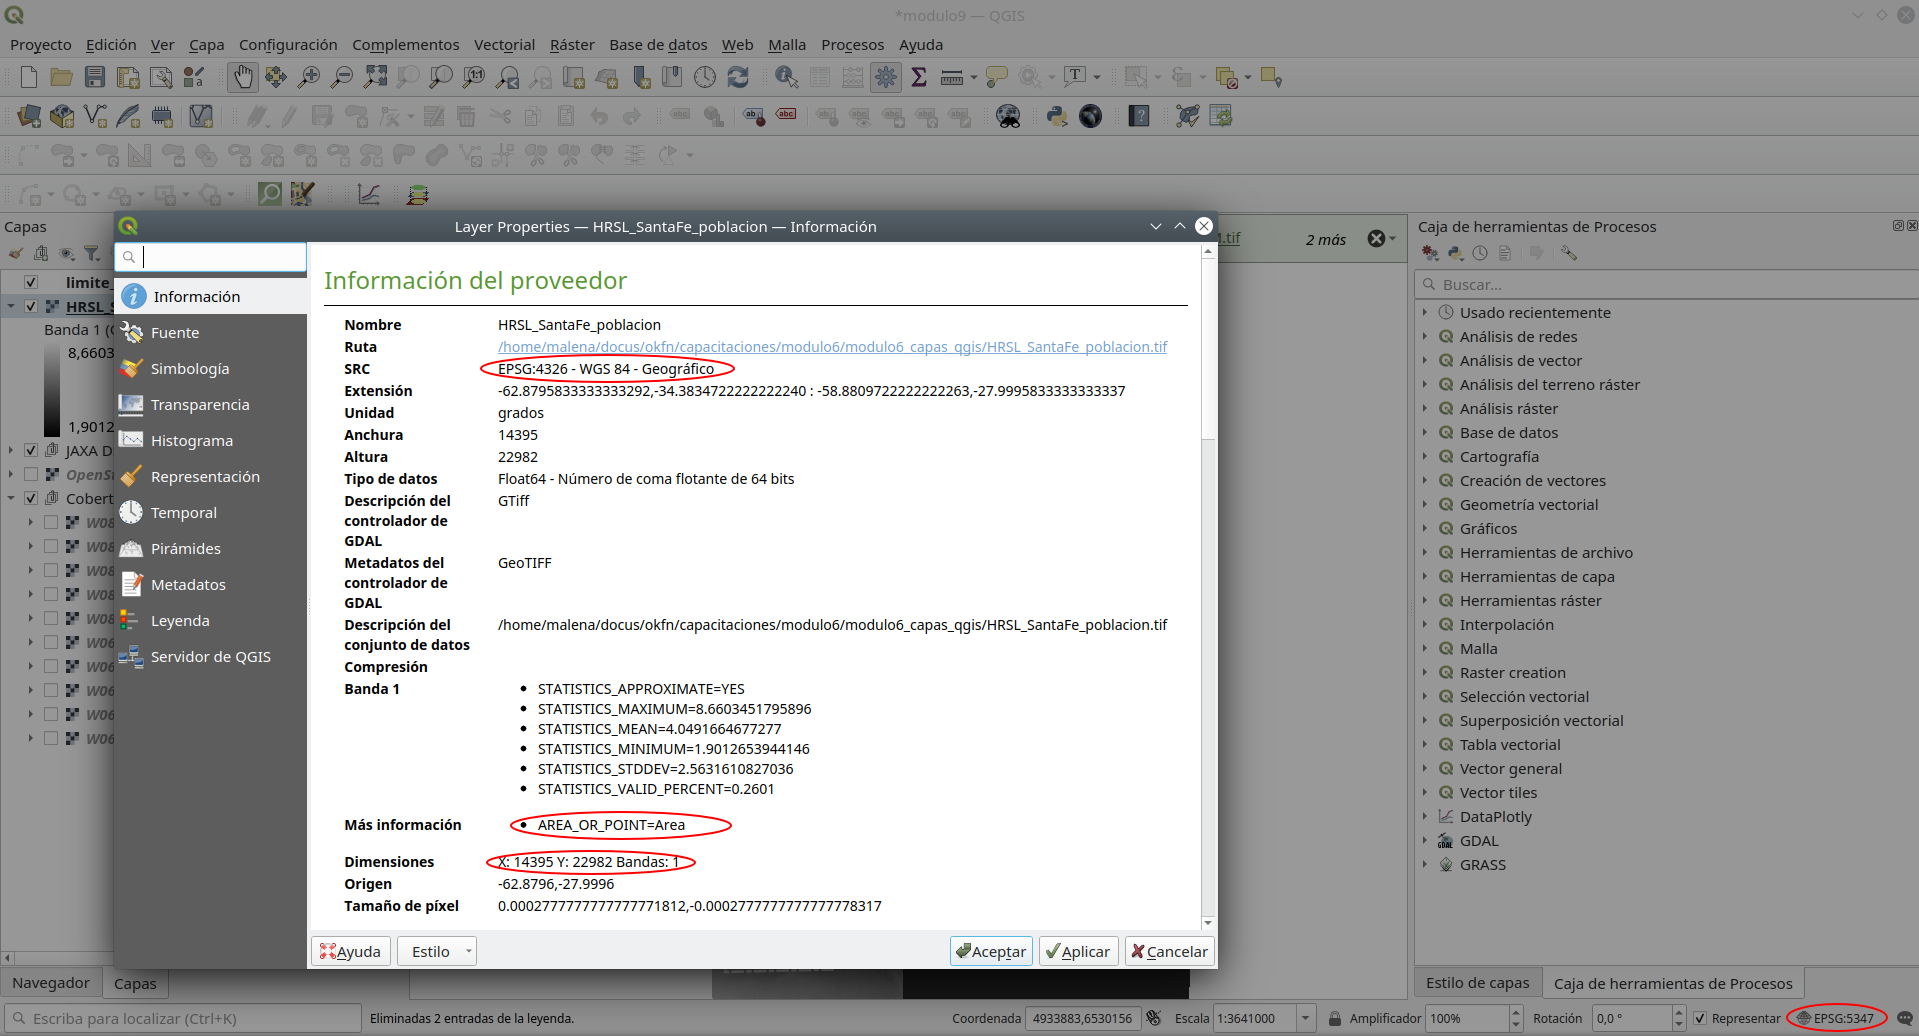 *modulo9 — QGIS
Proyecto Edición Ver Capa Configuración Complementos Vectorial Ráster Base de datos Web Malla Procesos Ayuda
Capas
Layer Properties — HRSL_SantaFe_poblacion — Información
.tif
2 más
Caja de herramientas de Procesos
Buscar...
limite_
HRSL_S
Banda 1 (
8,6603
1,9012
JAXA D
OpenSt
Cobert
W08
W08
W08
W08
W08
W06
W06
W06
W06
W06
Información
Fuente
Simbología
Transparencia
Histograma
Representación
Temporal
Pirámides
Metadatos
Leyenda
Servidor de QGIS
Información del proveedor
Nombre HRSL_SantaFe_poblacion
Ruta /home/malena/docus/okfn/capacitaciones/modulo6/modulo6_capas_qgis/HRSL_SantaFe_poblacion.tif
SRC EPSG:4326 - WGS 84 - Geográfico
Extensión -62.8795833333333292,-34.3834722222222240 : -58.8809722222222263,-27.9995833333333337
Unidad grados
Anchura 14395
Altura 22982
Tipo de datos Float64 - Número de coma flotante de 64 bits
Descripción del GTiff
controlador de
GDAL
Metadatos del GeoTIFF
controlador de
GDAL
Descripción del /home/malena/docus/okfn/capacitaciones/modulo6/modulo6_capas_qgis/HRSL_SantaFe_poblacion.tif
conjunto de datos
Compresión
Banda 1 • STATISTICS_APPROXIMATE=YES
• STATISTICS_MAXIMUM=8.6603451795896
• STATISTICS_MEAN=4.0491664677277
• STATISTICS_MINIMUM=1.9012653944146
• STATISTICS_STDDEV=2.5631610827036
• STATISTICS_VALID_PERCENT=0.2601
Más información • AREA_OR_POINT=Area
Dimensiones X: 14395 Y: 22982 Bandas: 1
Origen -62.8796,-27.9996
Tamaño de píxel 0.0002777777777777771812,-0.0002777777777777778317
Ayuda Estilo Aceptar Aplicar Cancelar
Usado recientemente
Análisis de redes
Análisis de vector
Análisis del terreno ráster
Análisis ráster
Base de datos
Cartografía
Creación de vectores
Geometría vectorial
Gráficos
Herramientas de archivo
Herramientas de capa
Herramientas ráster
Interpolación
Malla
Raster creation
Selección vectorial
Superposición vectorial
Tabla vectorial
Vector general
Vector tiles
DataPlotly
GDAL
GRASS
Navegador Capas
Estilo de capas Caja de herramientas de Procesos
Escriba para localizar (Ctrl+K) Eliminadas 2 entradas de la leyenda. Coordenada 4933883,6530156 Escala 1:3641000 Amplificador 100% Rotación 0,0 ° Representar EPSG:5347